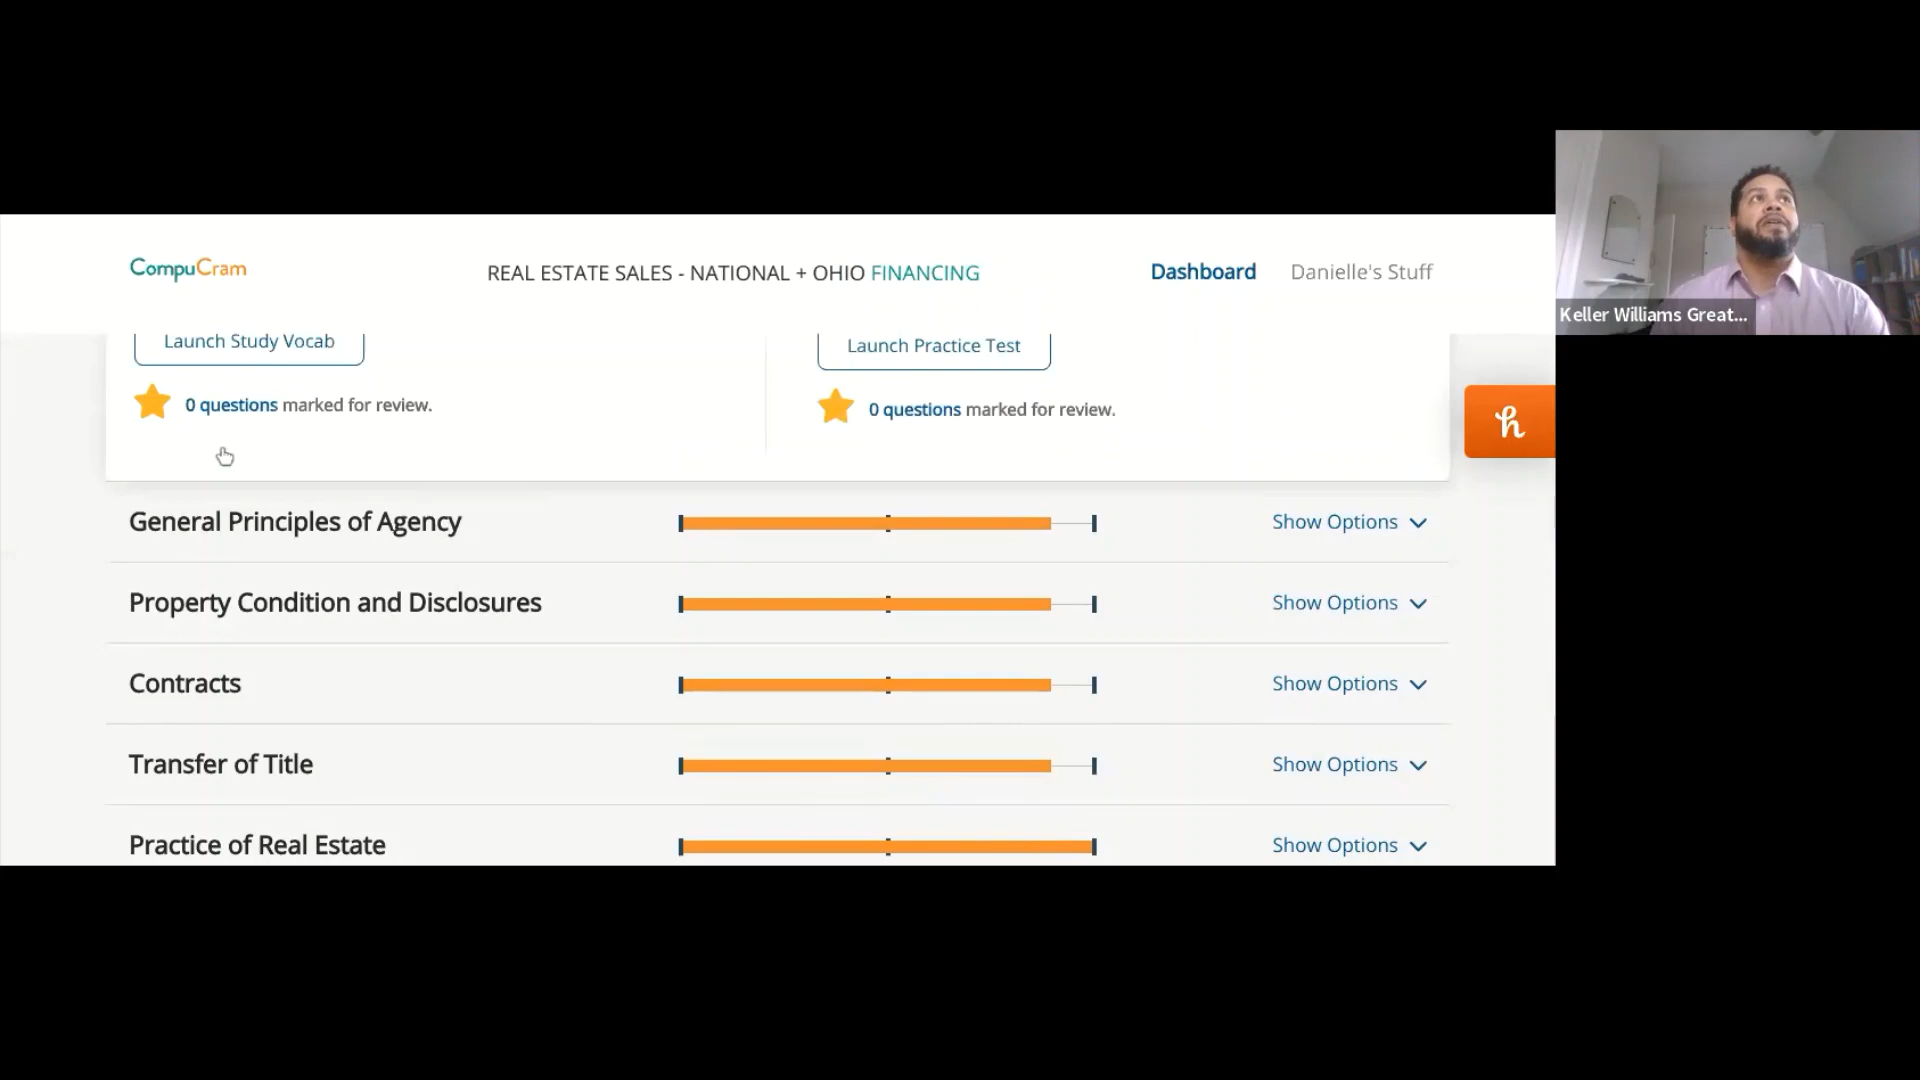 CompuCram
REAL ESTATE SALES - NATIONAL + OHIO FINANCING
Dashboard
Danielle's Stuff
Keller Williams Great...
Launch Study Vocab
Launch Practice Test
0 questions marked for review.
0 questions marked for review.
h
General Principles of Agency
Show Options
Property Condition and Disclosures
Show Options
Contracts
Show Options
Transfer of Title
Show Options
Practice of Real Estate
Show Options